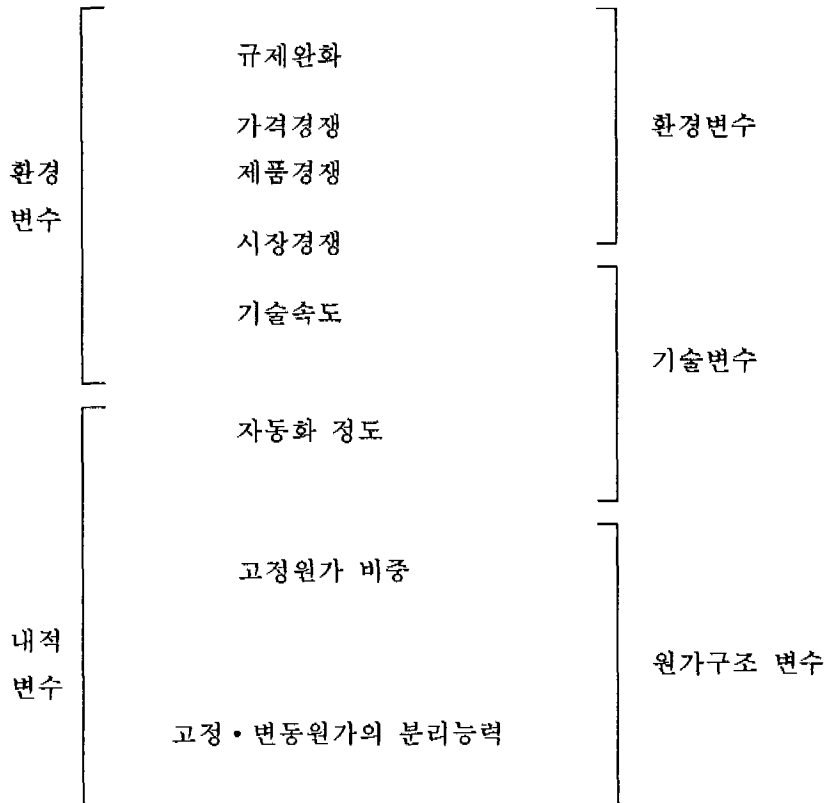 규제완화
가격경쟁
환경변수
제품경쟁
환경
변수
시장경쟁
기술속도
기술변수
자동화 정도
고정원가 비중
내적
변수
원가구조 변수
고정·변동원가의 분리능력